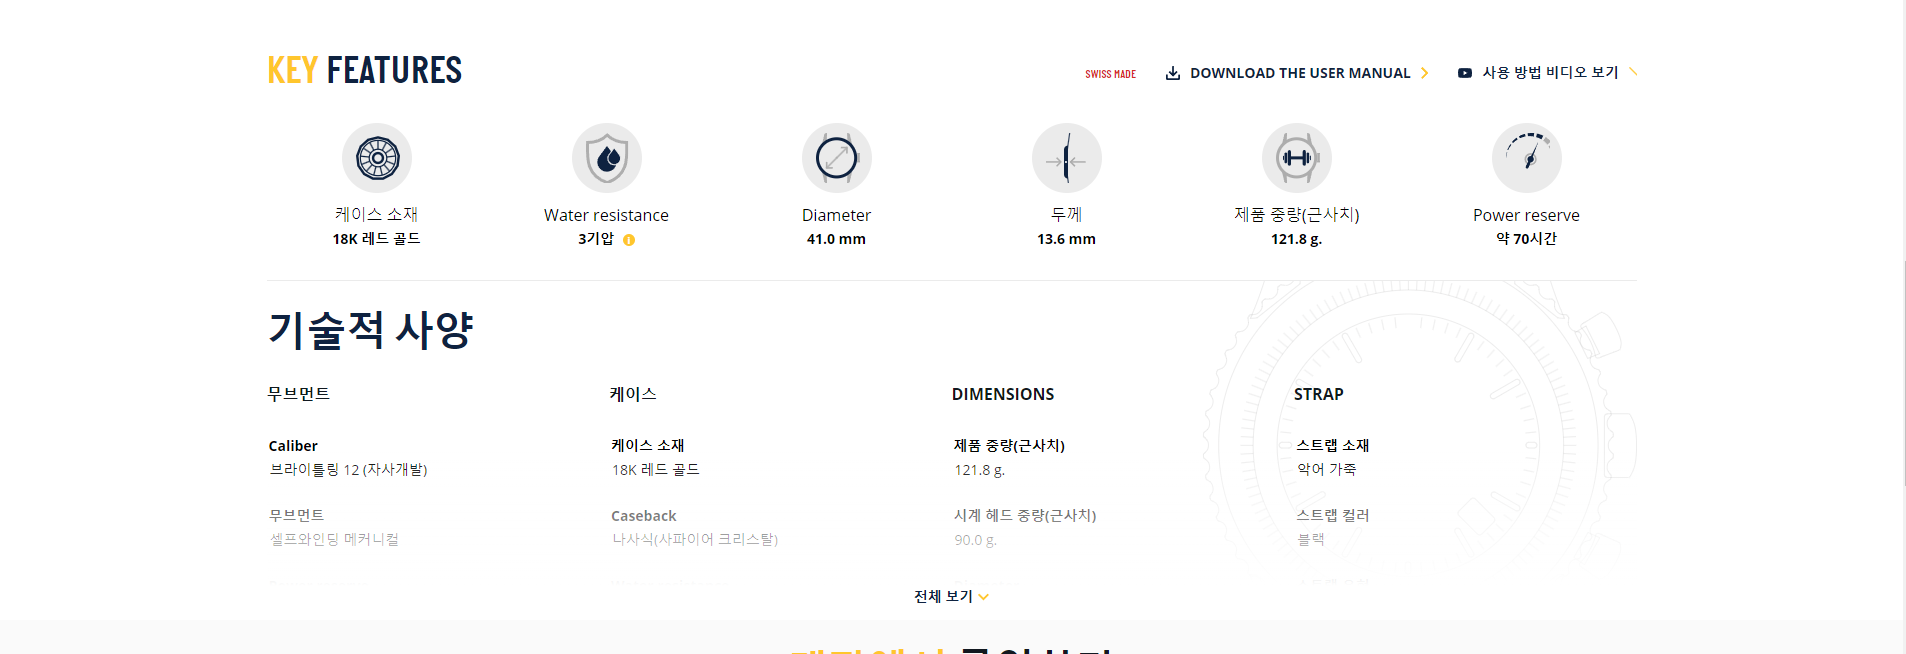 KEY FEATURES
SWISS MADE
DOWNLOAD THE USER MANUAL
사용 방법 비디오 보기
케이스 소재
18K 레드 골드
Water resistance
3기압
Diameter
41.0 mm
두께
13.6 mm
제품 중량(근사치)
121.8 g.
Power reserve
약 70시간
기술적 사양
무브먼트
Caliber
브라이틀링 12 (자사개발)
무브먼트
셀프와인딩 메커니컬
케이스
케이스 소재
18K 레드 골드
Caseback
나사식(사파이어 크리스탈)
DIMENSIONS
제품 중량(근사치)
121.8 g.
시계 헤드 중량(근사치)
90.0 g.
STRAP
스트랩 소재
악어 가죽
스트랩 컬러
블랙
전체 보기